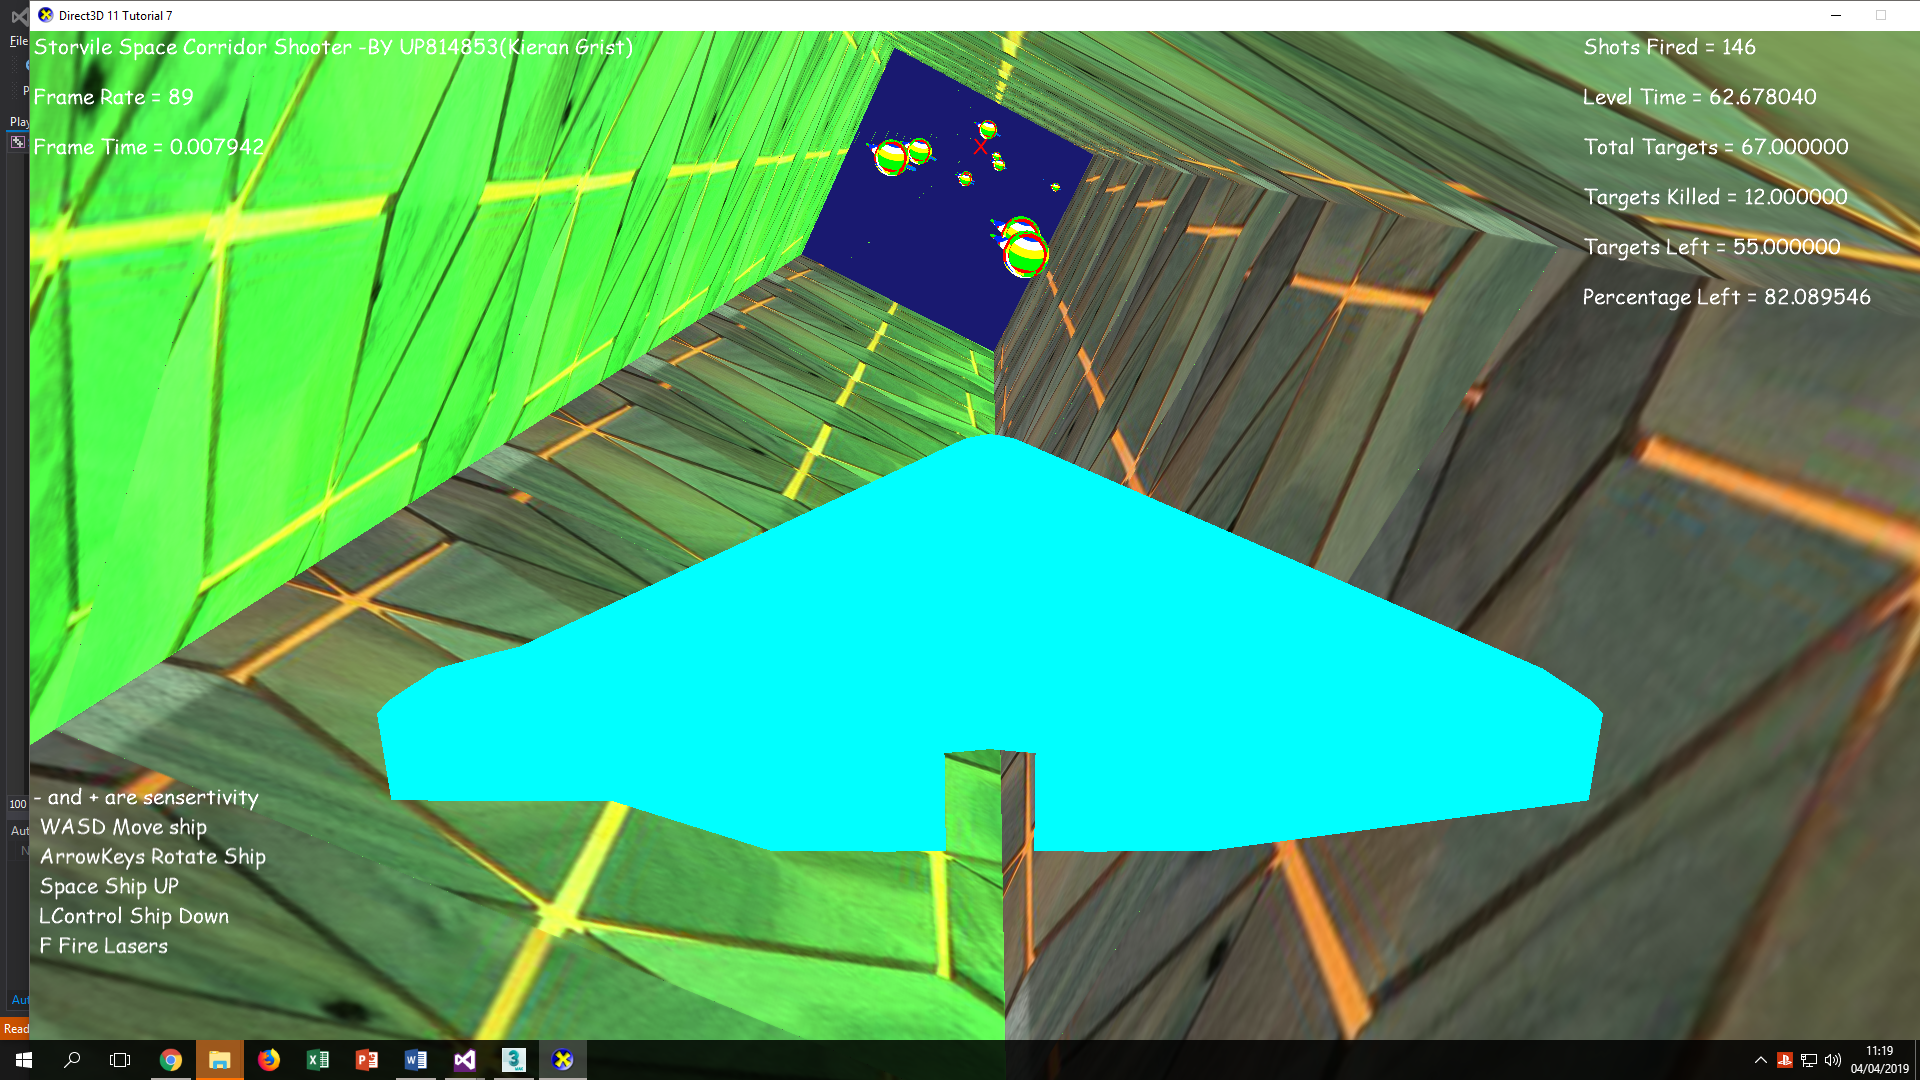 Direct3D 11 Tutorial 7
File
Storvile Space Corridor Shooter -BY UP814853(Kieran Grist)
Frame Rate = 89
Play
Frame Time = 0.007942
Shots Fired = 146
Level Time = 62.678040
Total Targets = 67.000000
Targets Killed = 12.000000
Targets Left = 55.000000
Percentage Left = 82.089546
100
- and + are sensertivity
WASD Move ship
ArrowKeys Rotate Ship
Space Ship UP
LControl Ship Down
F Fire Lasers
Aut
Aut
Read
11:19
04/04/2019